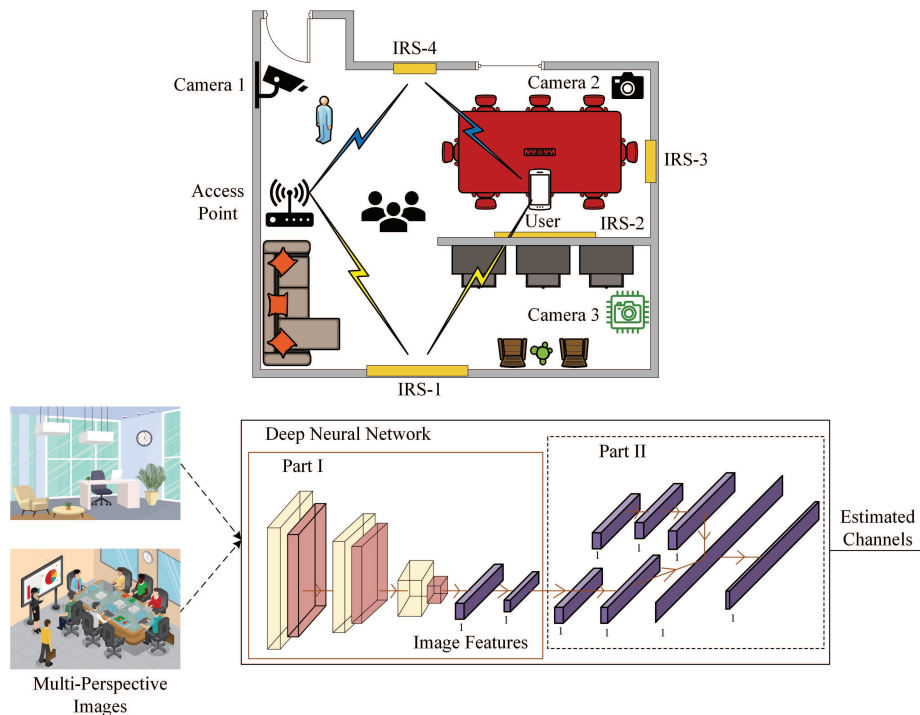 IRS-4
Camera 1
Camera 2
IRS-3
Access
Point
User
IRS-2
Camera 3
IRS-1
Deep Neural Network
Part I
Part II
Estimated
Channels
1
1
1
1
1
Image Features
1
1
1
1
Multi-Perspective
Images